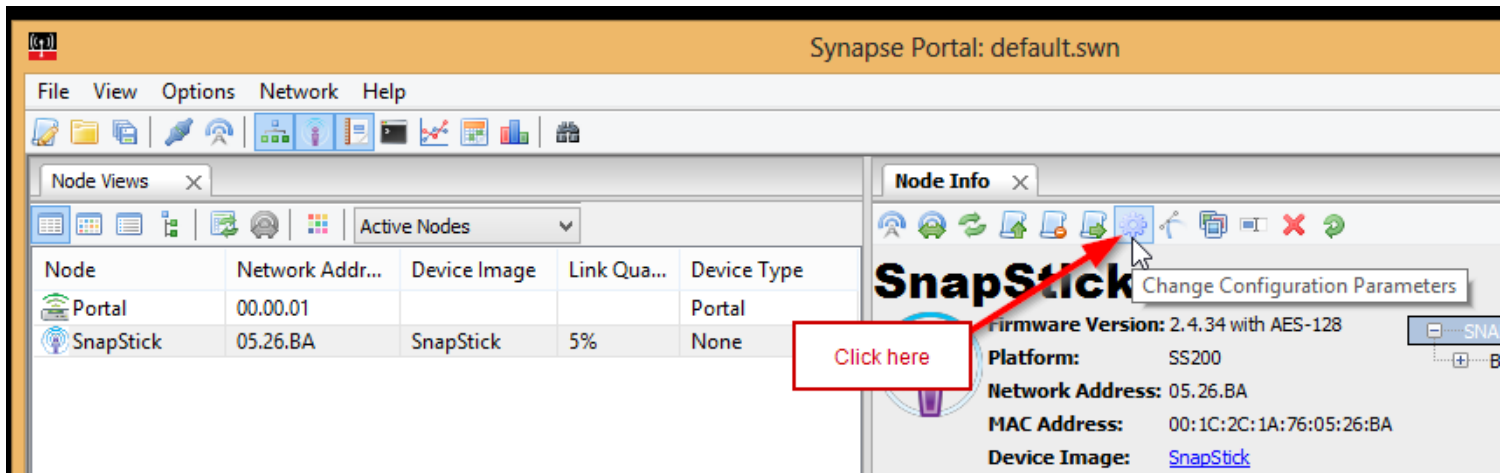 Synapse Portal: default.swn
File View Options Network Help
Node Views
Active Nodes
Node Network Addr... Device Image Link Qua... Device Type
Portal 00.00.01 Portal
SnapStick 05.26.BA SnapStick 5% None
Node Info
SnapStick
Change Configuration Parameters
Click here
Firmware Version: 2.4.34 with AES-128
Platform: SS200
Network Address: 05.26.BA
MAC Address: 00:1C:2C:1A:76:05:26:BA
Device Image: SnapStick
SNA
B